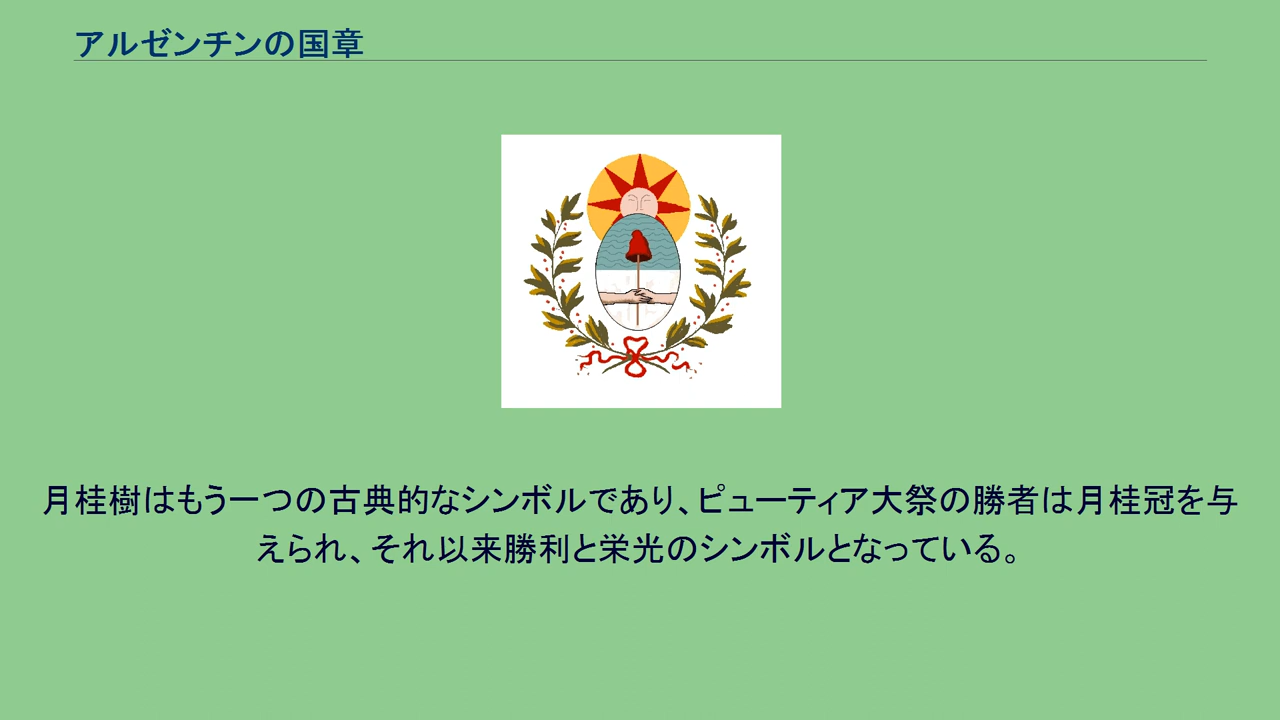 アルゼンチンの国章
月桂樹はもう一つの古典的なシンボルであり、ピューティア大祭の勝者は月桂冠を与
えられ、それ以来勝利と栄光のシンボルとなっている。